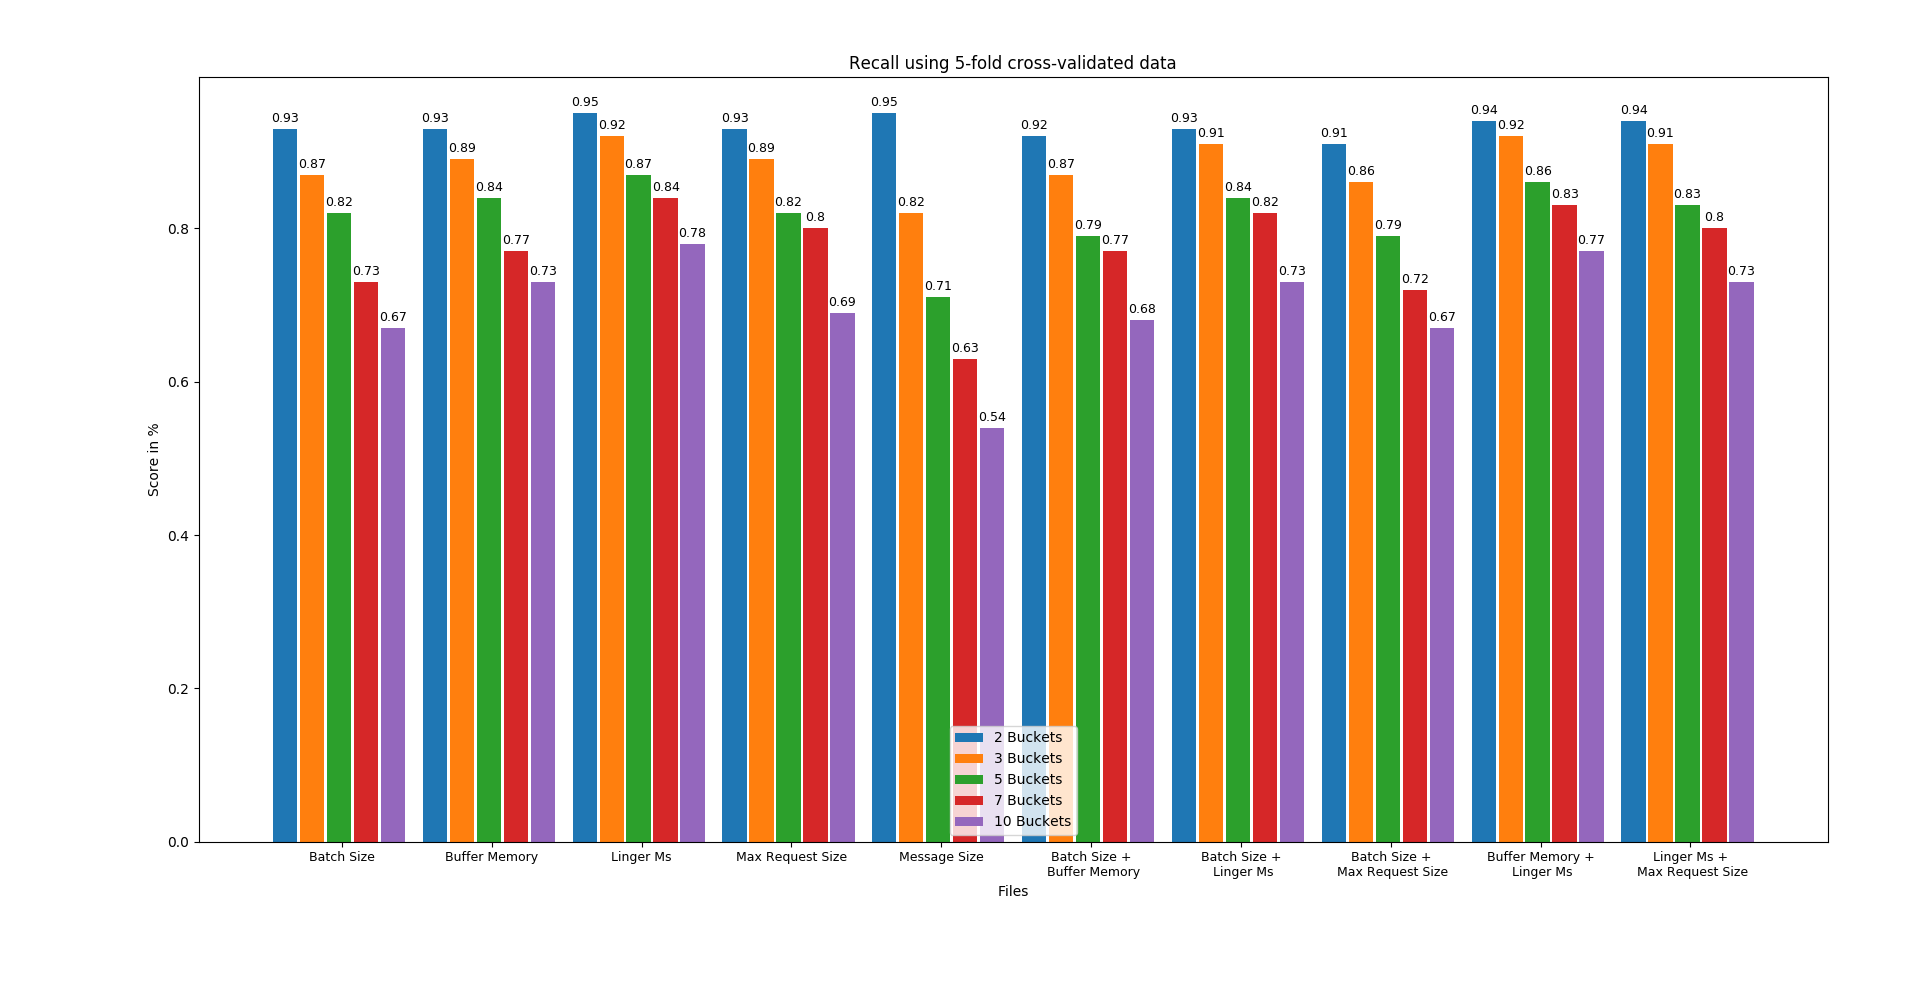 Recall using 5-fold cross-validated data
Score in %
0.8
0.6
0.4
0.2
0.0
0.93 0.87 0.82 0.73 0.67
0.93 0.89 0.84 0.77 0.73
0.95 0.92 0.87 0.84 0.78
0.93 0.89 0.82 0.8 0.69
0.95 0.82 0.71 0.63 0.54
0.92 0.87 0.79 0.77 0.68
0.93 0.91 0.84 0.82 0.73
0.91 0.86 0.79 0.72 0.67
0.94 0.92 0.86 0.83 0.77
0.94 0.91 0.83 0.8 0.73
2 Buckets
3 Buckets
5 Buckets
7 Buckets
10 Buckets
Batch Size
Buffer Memory
Linger Ms
Max Request Size
Message Size
Batch Size +
Buffer Memory
Batch Size +
Linger Ms
Batch Size +
Max Request Size
Buffer Memory +
Linger Ms
Linger Ms +
Max Request Size
Files